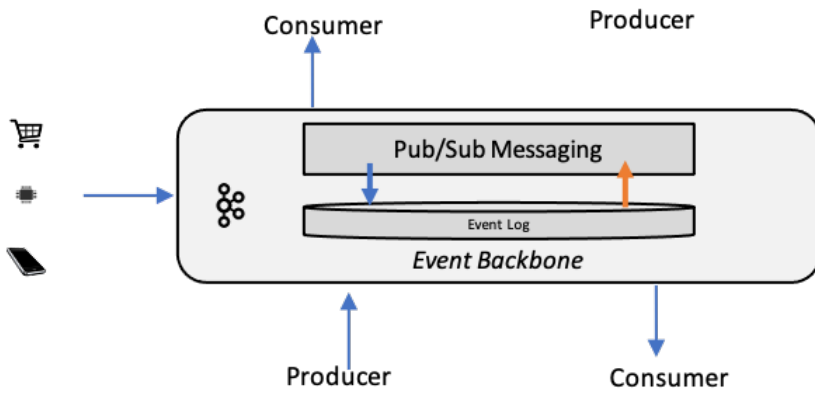 Consumer
Producer
Pub/Sub Messaging
Event Log
Event Backbone
Producer
Consumer